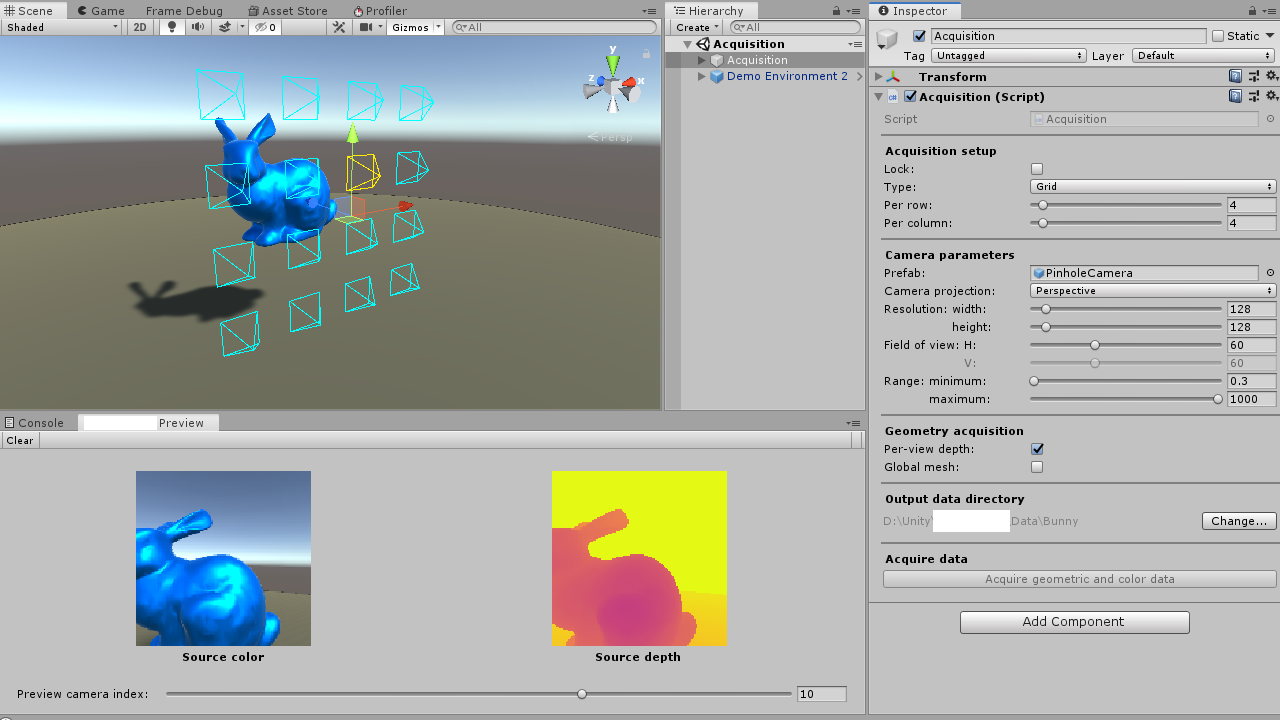 Scene
Game
Frame Debug
Asset Store
Profiler
Shaded
2D
0
Gizmos
All
y
x
z
Persp
Hierarchy
Create
All
Acquisition
Acquisition
Demo Environment 2
Inspector
Acquisition
Static
Tag
Untagged
Layer
Default
Transform
Acquisition (Script)
Script
Acquisition
Acquisition setup
Lock:
Type:
Grid
Per row:
4
Per column:
4
Camera parameters
Prefab:
PinholeCamera
Camera projection:
Perspective
Resolution: width:
128
height:
128
Field of view: H:
60
V:
60
Range: minimum:
0.3
maximum:
1000
Geometry acquisition
Per-view depth:
Global mesh:
Output data directory
D:\Unity\
Data\Bunny
Change...
Acquire data
Acquire geometric and color data
Add Component
Console
Preview
Clear
Source color
Source depth
Preview camera index:
10